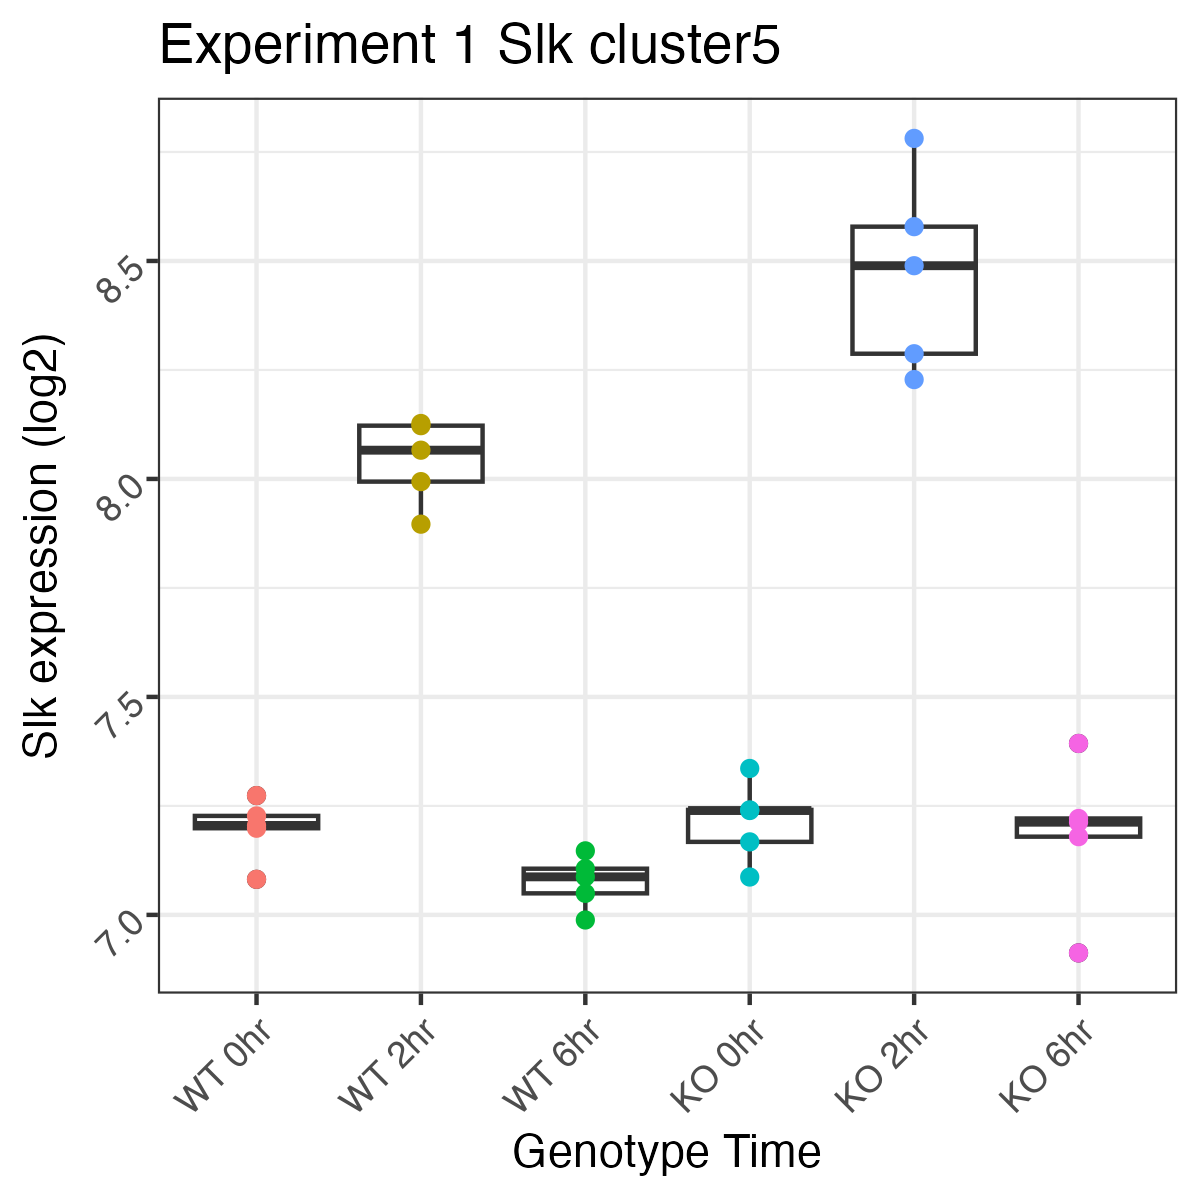 Experiment 1 Slk cluster5
Slk expression (log2)
8.5
8.0
7.5
7.0
WT 0hr
WT 2hr
WT 6hr
KO 0hr
KO 2hr
KO 6hr
Genotype Time